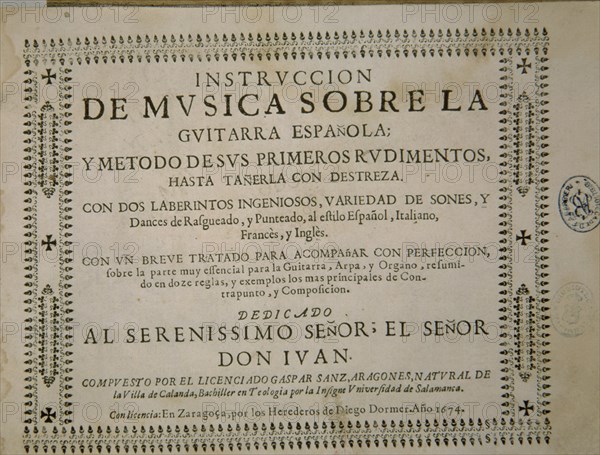 INSTRVCCION
DE MVSICA SOBRE LA
GVITARRA ESPAñOLA;
Y METODO DE SVS PRIMEROS RVDIMENTOS,
HASTA TAÑERLA CON DESTREZA.
CON DOS LABERINTOS INGENIOSOS, VARIEDAD DE SONES, Y
Dances de Rasgueado, y Punteado, al estilo Español, Italiano,
Francès, y Inglès.
CON VÑ BREVE TRATADO PARA ACOMPAñAR CON PERFECCION,
sobre la parte muy essencial para la Guitarra, Arpa, y Organo, resumi-
do en doze reglas, y exemplos los mas principales de Con-
trapunto, y Composicion.
DEDICADO
AL SERENISSIMO SEÑOR, EL SEÑOR
DON IVAN.
COMPVESTO POR EL LICENCIADO GASPAR SANZ, ARAGONES, NATVRAL DE
la Villa de Calanda, Bachiller en Teologia por la Insigne Vniversidad de Salamanca.
Con licencia: En Zaragoça, por los Herederos de Diego Dormer. Año 1674.